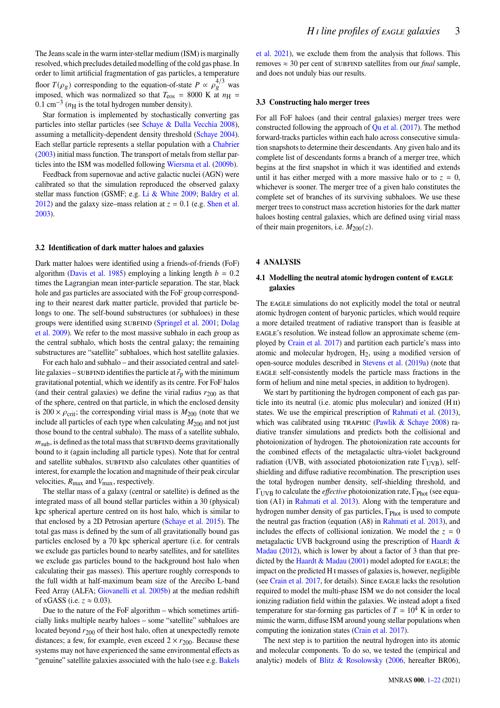 H I line profiles of EAGLE galaxies 3
The Jeans scale in the warm inter-stellar medium (ISM) is marginally
resolved, which precludes detailed modelling of the cold gas phase. In
order to limit artificial fragmentation of gas particles, a temperature
floor T(ρg) corresponding to the equation-of-state P ∝ ρg^4/3 was
imposed, which was normalized so that Teos = 8000 K at nH =
0.1 cm−3 (nH is the total hydrogen number density).
Star formation is implemented by stochastically converting gas
particles into stellar particles (see Schaye & Dalla Vecchia 2008),
assuming a metallicity-dependent density threshold (Schaye 2004).
Each stellar particle represents a stellar population with a Chabrier
(2003) initial mass function. The transport of metals from stellar par-
ticles into the ISM was modelled following Wiersma et al. (2009b).
Feedback from supernovae and active galactic nuclei (AGN) were
calibrated so that the simulation reproduced the observed galaxy
stellar mass function (GSMF; e.g. Li & White 2009; Baldry et al.
2012) and the galaxy size–mass relation at z = 0.1 (e.g. Shen et al.
2003).
3.2 Identification of dark matter haloes and galaxies
Dark matter haloes were identified using a friends-of-friends (FoF)
algorithm (Davis et al. 1985) employing a linking length b = 0.2
times the Lagrangian mean inter-particle separation. The star, black
hole and gas particles are associated with the FoF group correspond-
ing to their nearest dark matter particle, provided that particle be-
longs to one. The self-bound substructures (or subhaloes) in these
groups were identified using SUBFIND (Springel et al. 2001; Dolag
et al. 2009). We refer to the most massive subhalo in each group as
the central subhalo, which hosts the central galaxy; the remaining
substructures are “satellite” subhaloes, which host satellite galaxies.
For each halo and subhalo – and their associated central and satel-
lite galaxies – SUBFIND identifies the particle at r⃗p with the minimum
gravitational potential, which we identify as its centre. For FoF halos
(and their central galaxies) we define the virial radius r200 as that
of the sphere, centred on that particle, in which the enclosed density
is 200 × ρcrit; the corresponding virial mass is M200 (note that we
include all particles of each type when calculating M200 and not just
those bound to the central subhalo). The mass of a satellite subhalo,
msub, is defined as the total mass that SUBFIND deems gravitationally
bound to it (again including all particle types). Note that for central
and satellite subhalos, SUBFIND also calculates other quantities of
interest, for example the location and magnitude of their peak circular
velocities, Rmax and Vmax, respectively.
The stellar mass of a galaxy (central or satellite) is defined as the
integrated mass of all bound stellar particles within a 30 (physical)
kpc spherical aperture centred on its host halo, which is similar to
that enclosed by a 2D Petrosian aperture (Schaye et al. 2015). The
total gas mass is defined by the sum of all gravitationally bound gas
particles enclosed by a 70 kpc spherical aperture (i.e. for centrals
we exclude gas particles bound to nearby satellites, and for satellites
we exclude gas particles bound to the background host halo when
calculating their gas masses). This aperture roughly corresponds to
the full width at half-maximum beam size of the Arecibo L-band
Feed Array (ALFA; Giovanelli et al. 2005b) at the median redshift
of xGASS (i.e. z ≈ 0.03).
Due to the nature of the FoF algorithm – which sometimes artifi-
cially links multiple nearby haloes – some “satellite” subhaloes are
located beyond r200 of their host halo, often at unexpectedly remote
distances; a few, for example, even exceed 2 × r200. Because these
systems may not have experienced the same environmental effects as
“genuine” satellite galaxies associated with the halo (see e.g. Bakels
et al. 2021), we exclude them from the analysis that follows. This
removes ≈ 30 per cent of SUBFIND satellites from our final sample,
and does not unduly bias our results.
3.3 Constructing halo merger trees
For all FoF haloes (and their central galaxies) merger trees were
constructed following the approach of Qu et al. (2017). The method
forward-tracks particles within each halo across consecutive simula-
tion snapshots to determine their descendants. Any given halo and its
complete list of descendants forms a branch of a merger tree, which
begins at the first snapshot in which it was identified and extends
until it has either merged with a more massive halo or to z = 0,
whichever is sooner. The merger tree of a given halo constitutes the
complete set of branches of its surviving subhaloes. We use these
merger trees to construct mass accretion histories for the dark matter
haloes hosting central galaxies, which are defined using virial mass
of their main progenitors, i.e. M200(z).
4 ANALYSIS
4.1 Modelling the neutral atomic hydrogen content of EAGLE
galaxies
The EAGLE simulations do not explicitly model the total or neutral
atomic hydrogen content of baryonic particles, which would require
a more detailed treatment of radiative transport than is feasible at
EAGLE's resolution. We instead follow an approximate scheme (em-
ployed by Crain et al. 2017) and partition each particle's mass into
atomic and molecular hydrogen, H2, using a modified version of
open-source modules described in Stevens et al. (2019a) (note that
EAGLE self-consistently models the particle mass fractions in the
form of helium and nine metal species, in addition to hydrogen).
We start by partitioning the hydrogen content of each gas par-
ticle into its neutral (i.e. atomic plus molecular) and ionized (H II)
states. We use the empirical prescription of Rahmati et al. (2013),
which was calibrated using TRAPHIC (Pawlik & Schaye 2008) ra-
diative transfer simulations and predicts both the collisional and
photoionization of hydrogen. The photoionization rate accounts for
the combined effects of the metagalactic ultra-violet background
radiation (UVB, with associated photoionization rate ΓUVB), self-
shielding and diffuse radiative recombination. The prescription uses
the total hydrogen number density, self-shielding threshold, and
ΓUVB to calculate the effective photoionization rate, ΓPhot (see equa-
tion (A1) in Rahmati et al. 2013). Along with the temperature and
hydrogen number density of gas particles, ΓPhot is used to compute
the neutral gas fraction (equation (A8) in Rahmati et al. 2013), and
includes the effects of collisional ionization. We model the z = 0
metagalactic UVB background using the prescription of Haardt &
Madau (2012), which is lower by about a factor of 3 than that pre-
dicted by the Haardt & Madau (2001) model adopted for EAGLE; the
impact on the predicted H I masses of galaxies is, however, negligible
(see Crain et al. 2017, for details). Since EAGLE lacks the resolution
required to model the multi-phase ISM we do not consider the local
ionizing radiation field within the galaxies. We instead adopt a fixed
temperature for star-forming gas particles of T = 10^4 K in order to
mimic the warm, diffuse ISM around young stellar populations when
computing the ionization states (Crain et al. 2017).
The next step is to partition the neutral hydrogen into its atomic
and molecular components. To do so, we tested the (empirical and
analytic) models of Blitz & Rosolowsky (2006, hereafter BR06),
MNRAS 000, 1–22 (2021)